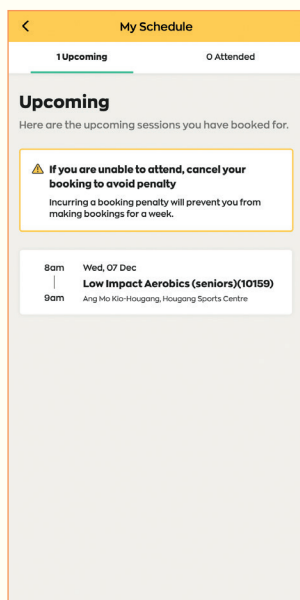 My Schedule
1 Upcoming
0 Attended
Upcoming
Here are the upcoming sessions you have booked for.
If you are unable to attend, cancel your
booking to avoid penalty
Incurring a booking penalty will prevent you from
making bookings for a week.
8am
Wed, 07 Dec
Low Impact Aerobics (seniors)(10159)
9am
Ang Mo Kio-Hougang, Hougang Sports Centre